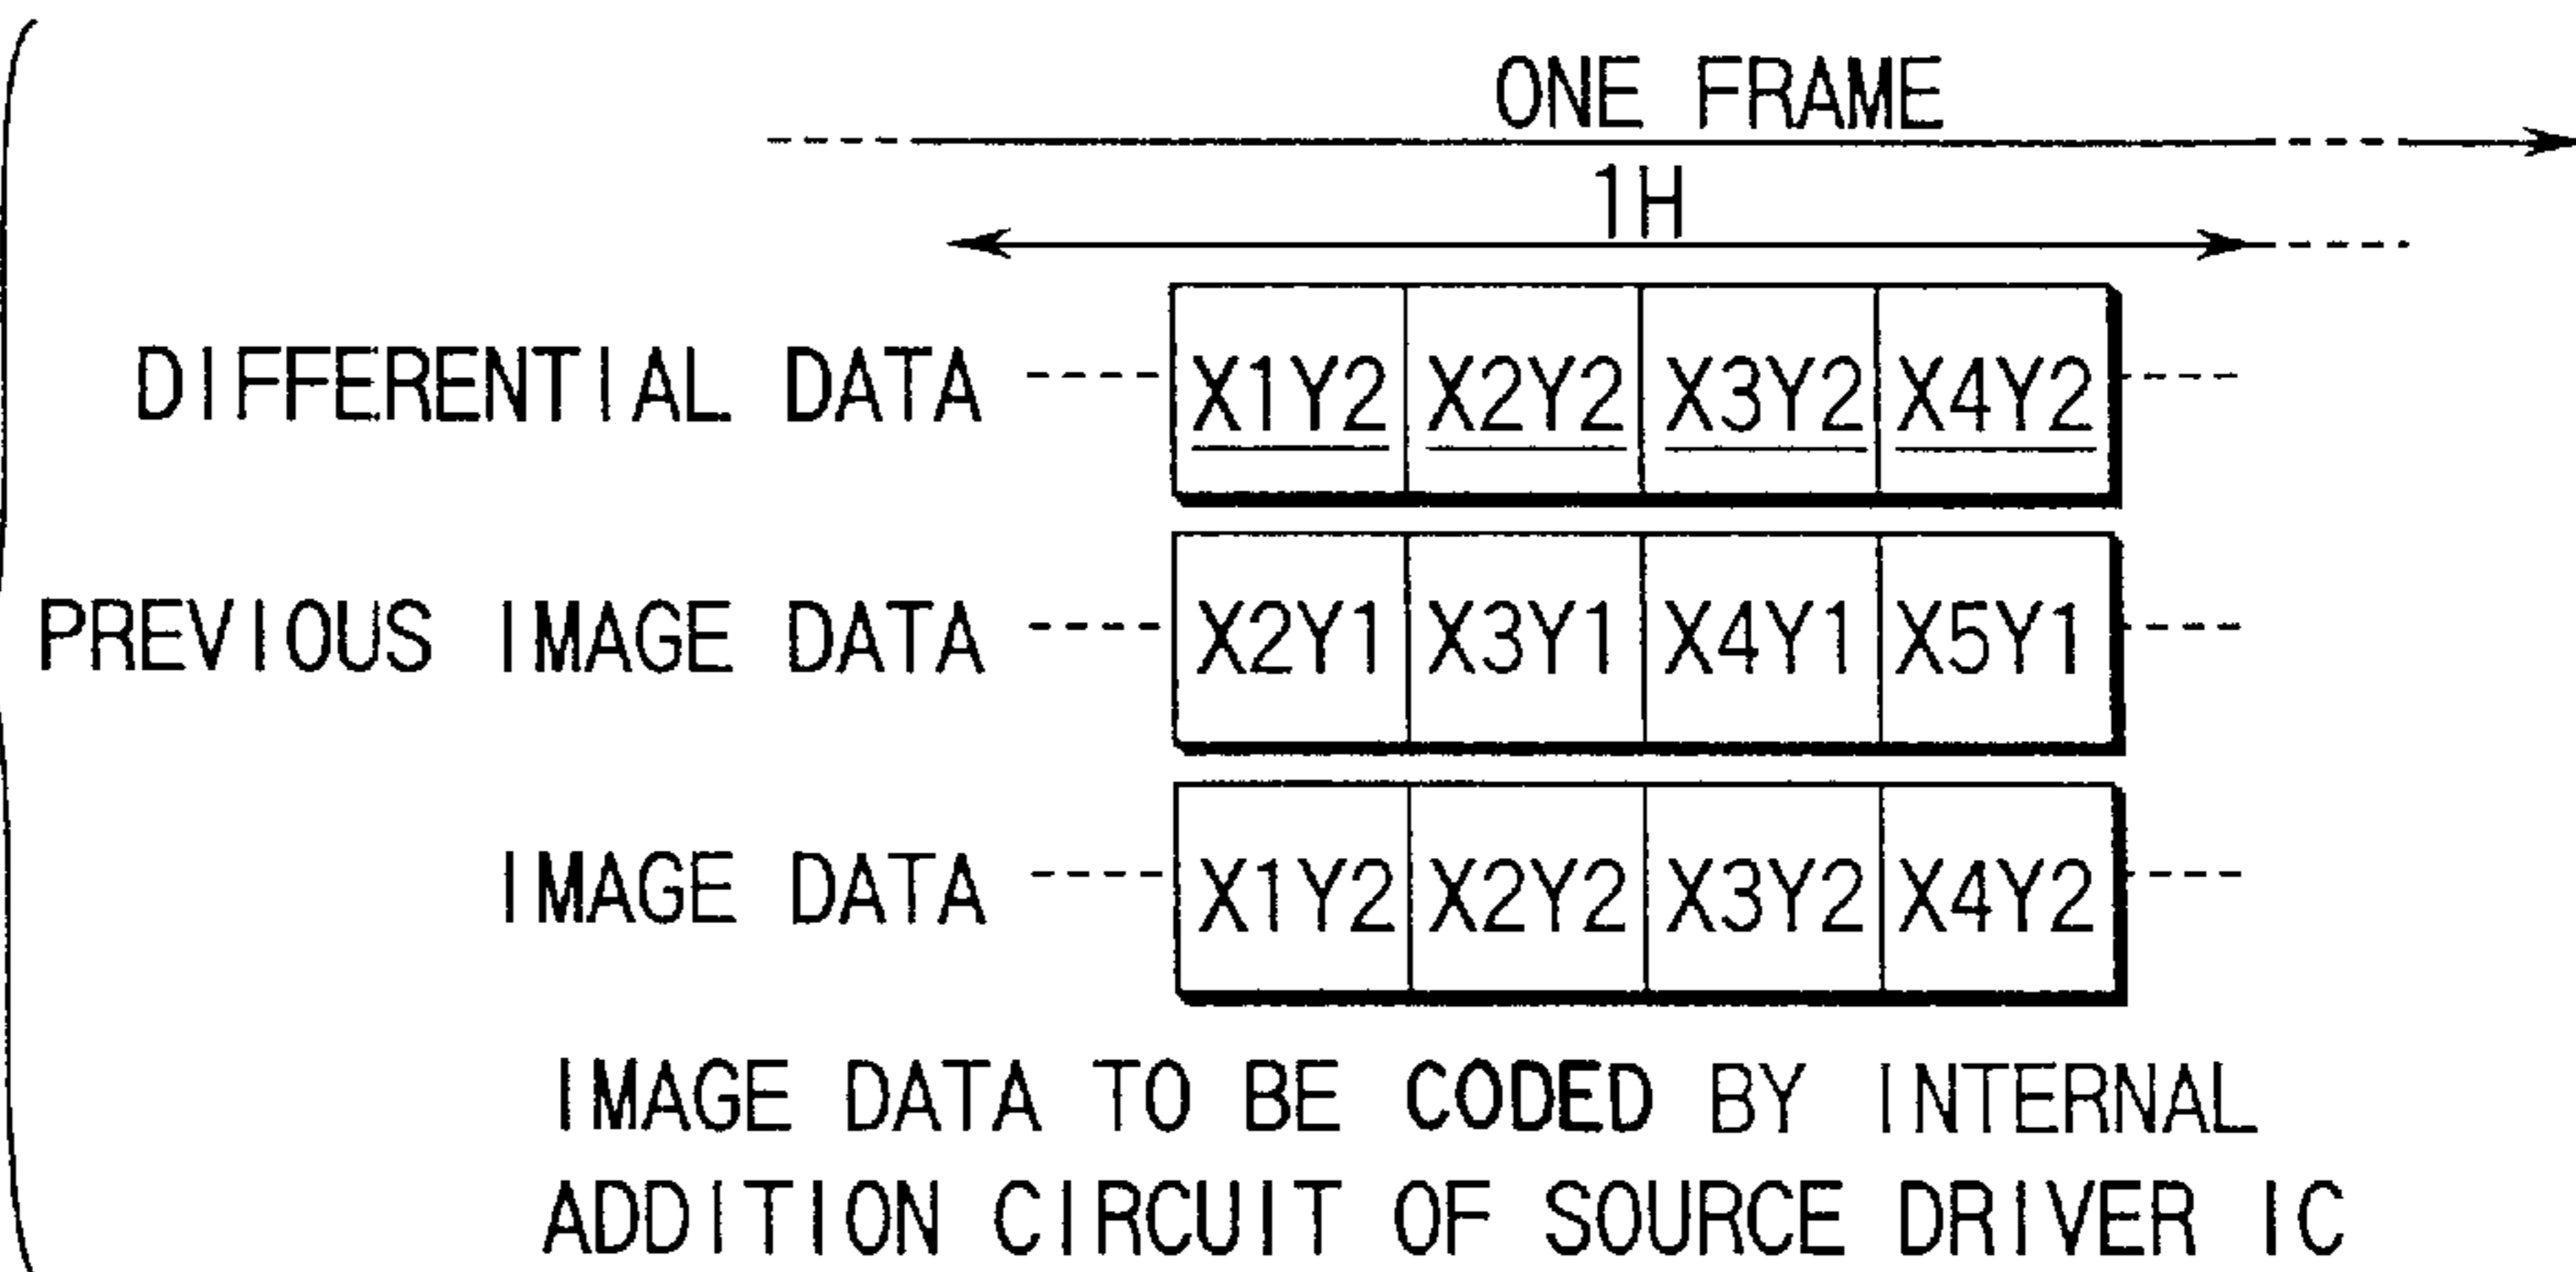 ONE FRAME
1H
DIFFERENTIAL DATA X1Y2 X2Y2 X3Y2 X4Y2
PREVIOUS IMAGE DATA X2Y1 X3Y1 X4Y1 X5Y1
IMAGE DATA X1Y2 X2Y2 X3Y2 X4Y2
IMAGE DATA TO BE CODED BY INTERNAL
ADDITION CIRCUIT OF SOURCE DRIVER IC